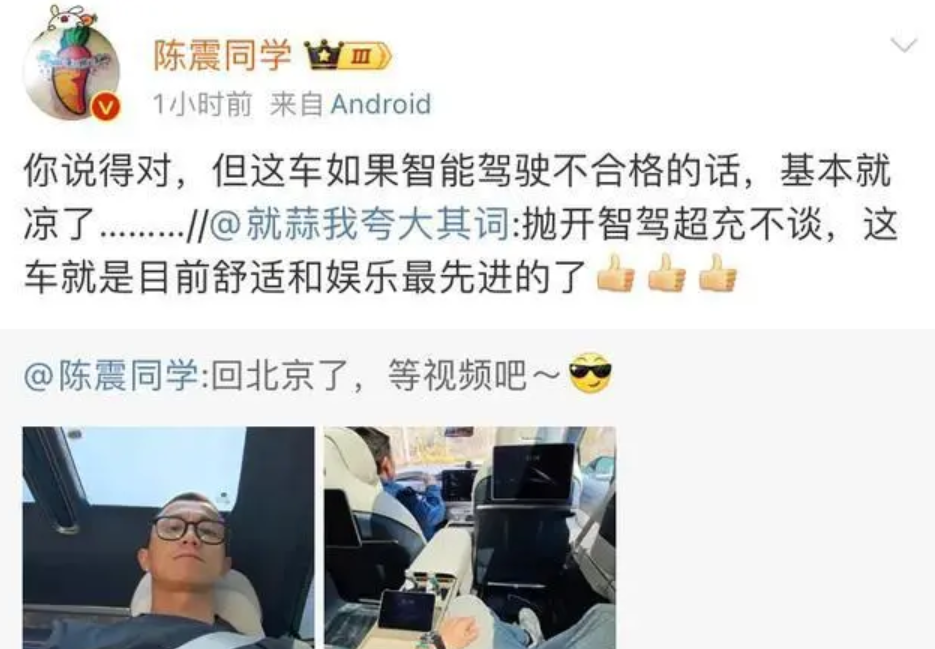 陈震同学 III
1小时前 来自 Android
你说得对，但这车如果智能驾驶不合格的话，基本就
凉了.........//@就蒜我夸大其词:抛开智驾超充不谈，这
车就是目前舒适和娱乐最先进的了
@陈震同学:回北京了，等视频吧～